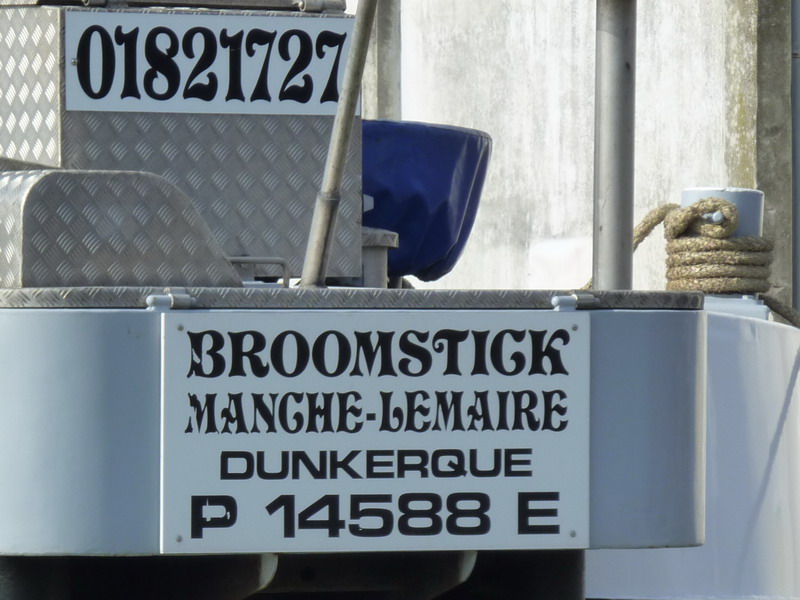 01821727
BROOMSTICK
MANCHE-LEMAIRE
DUNKERQUE
P 14588 E